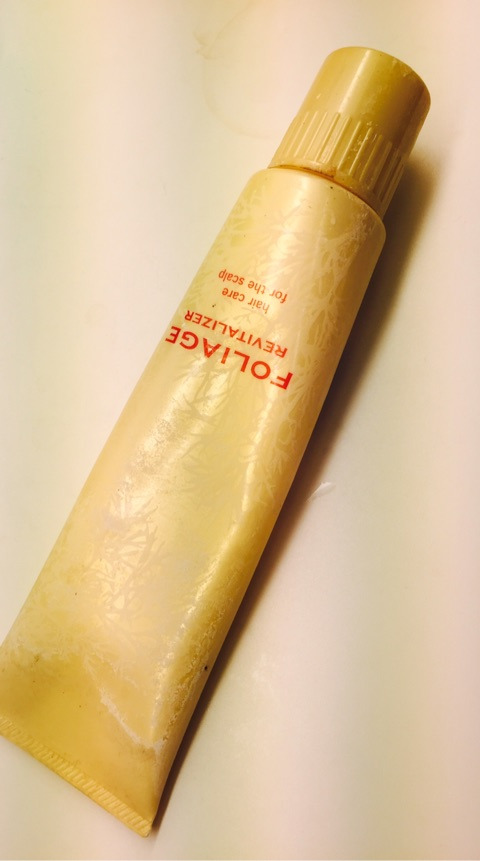 FOLiAGE
REVITALIZER
hair care
for the scalp